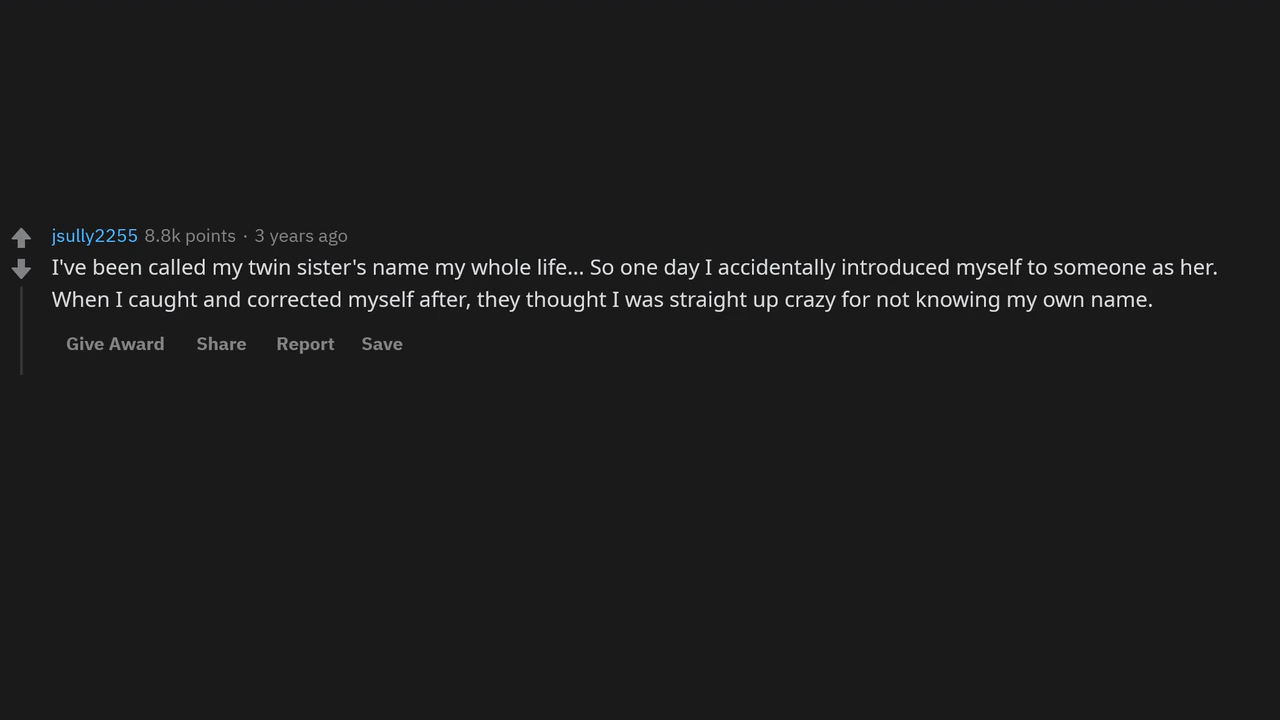 jsully2255 8.8k points · 3 years ago
I've been called my twin sister's name my whole life... So one day I accidentally introduced myself to someone as her.
When I caught and corrected myself after, they thought I was straight up crazy for not knowing my own name.
Give Award Share Report Save